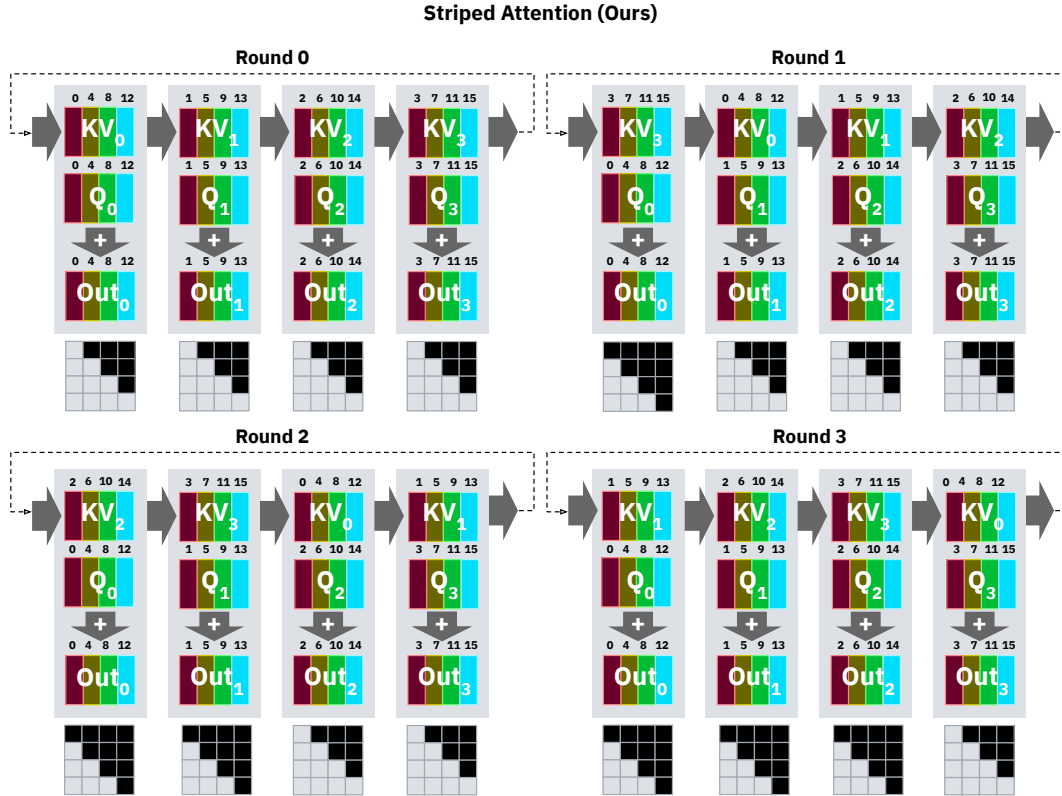 Striped Attention (Ours)
Round 0
0 4 8 12
KV0
0 4 8 12
Q0
+
0 4 8 12
Out0
1 5 9 13
KV1
1 5 9 13
Q1
+
1 5 9 13
Out1
2 6 10 14
KV2
2 6 10 14
Q2
+
2 6 10 14
Out2
3 7 11 15
KV3
3 7 11 15
Q3
+
3 7 11 15
Out3
Round 1
3 7 11 15
KV3
0 4 8 12
Q0
+
0 4 8 12
Out0
0 4 8 12
KV0
1 5 9 13
Q1
+
1 5 9 13
Out1
1 5 9 13
KV1
2 6 10 14
Q2
+
2 6 10 14
Out2
2 6 10 14
KV2
3 7 11 15
Q3
+
3 7 11 15
Out3
Round 2
2 6 10 14
KV2
0 4 8 12
Q0
+
0 4 8 12
Out0
3 7 11 15
KV3
1 5 9 13
Q1
+
1 5 9 13
Out1
0 4 8 12
KV0
2 6 10 14
Q2
+
2 6 10 14
Out2
1 5 9 13
KV1
3 7 11 15
Q3
+
3 7 11 15
Out3
Round 3
1 5 9 13
KV1
0 4 8 12
Q0
+
0 4 8 12
Out0
2 6 10 14
KV2
1 5 9 13
Q1
+
1 5 9 13
Out1
3 7 11 15
KV3
2 6 10 14
Q2
+
2 6 10 14
Out2
0 4 8 12
KV0
3 7 11 15
Q3
+
3 7 11 15
Out3